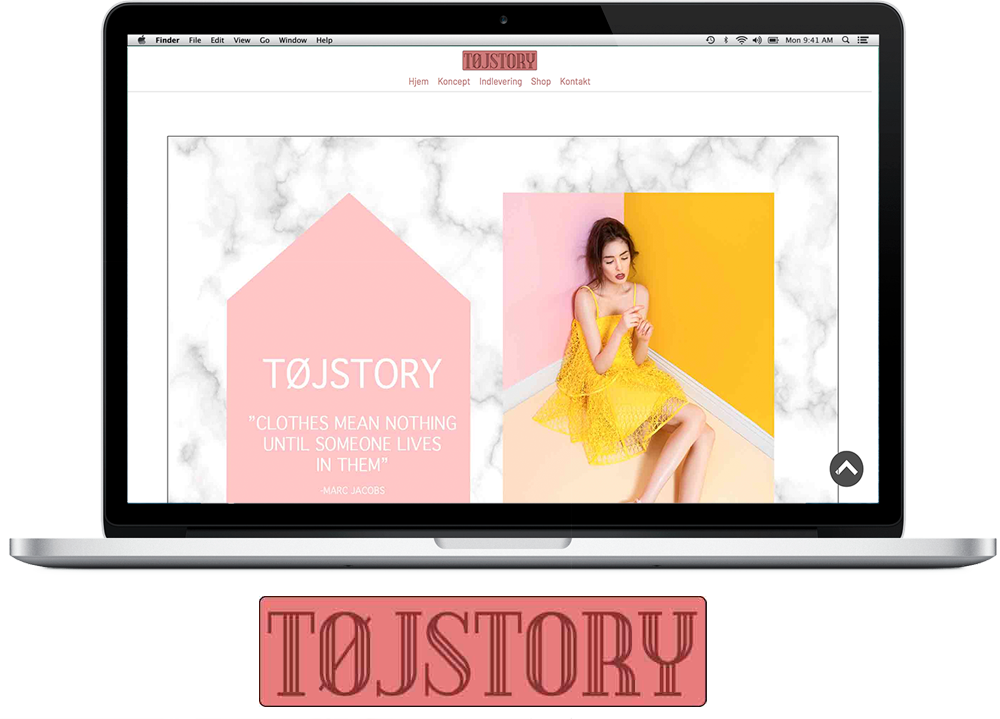 Finder File Edit View Go Window Help Mon 9:41 AM
TØJSTORY
Hjem Koncept Indlevering Shop Kontakt
TØJSTORY
”CLOTHES MEAN NOTHING
UNTIL SOMEONE LIVES
IN THEM”
-MARC JACOBS
TØJSTORY